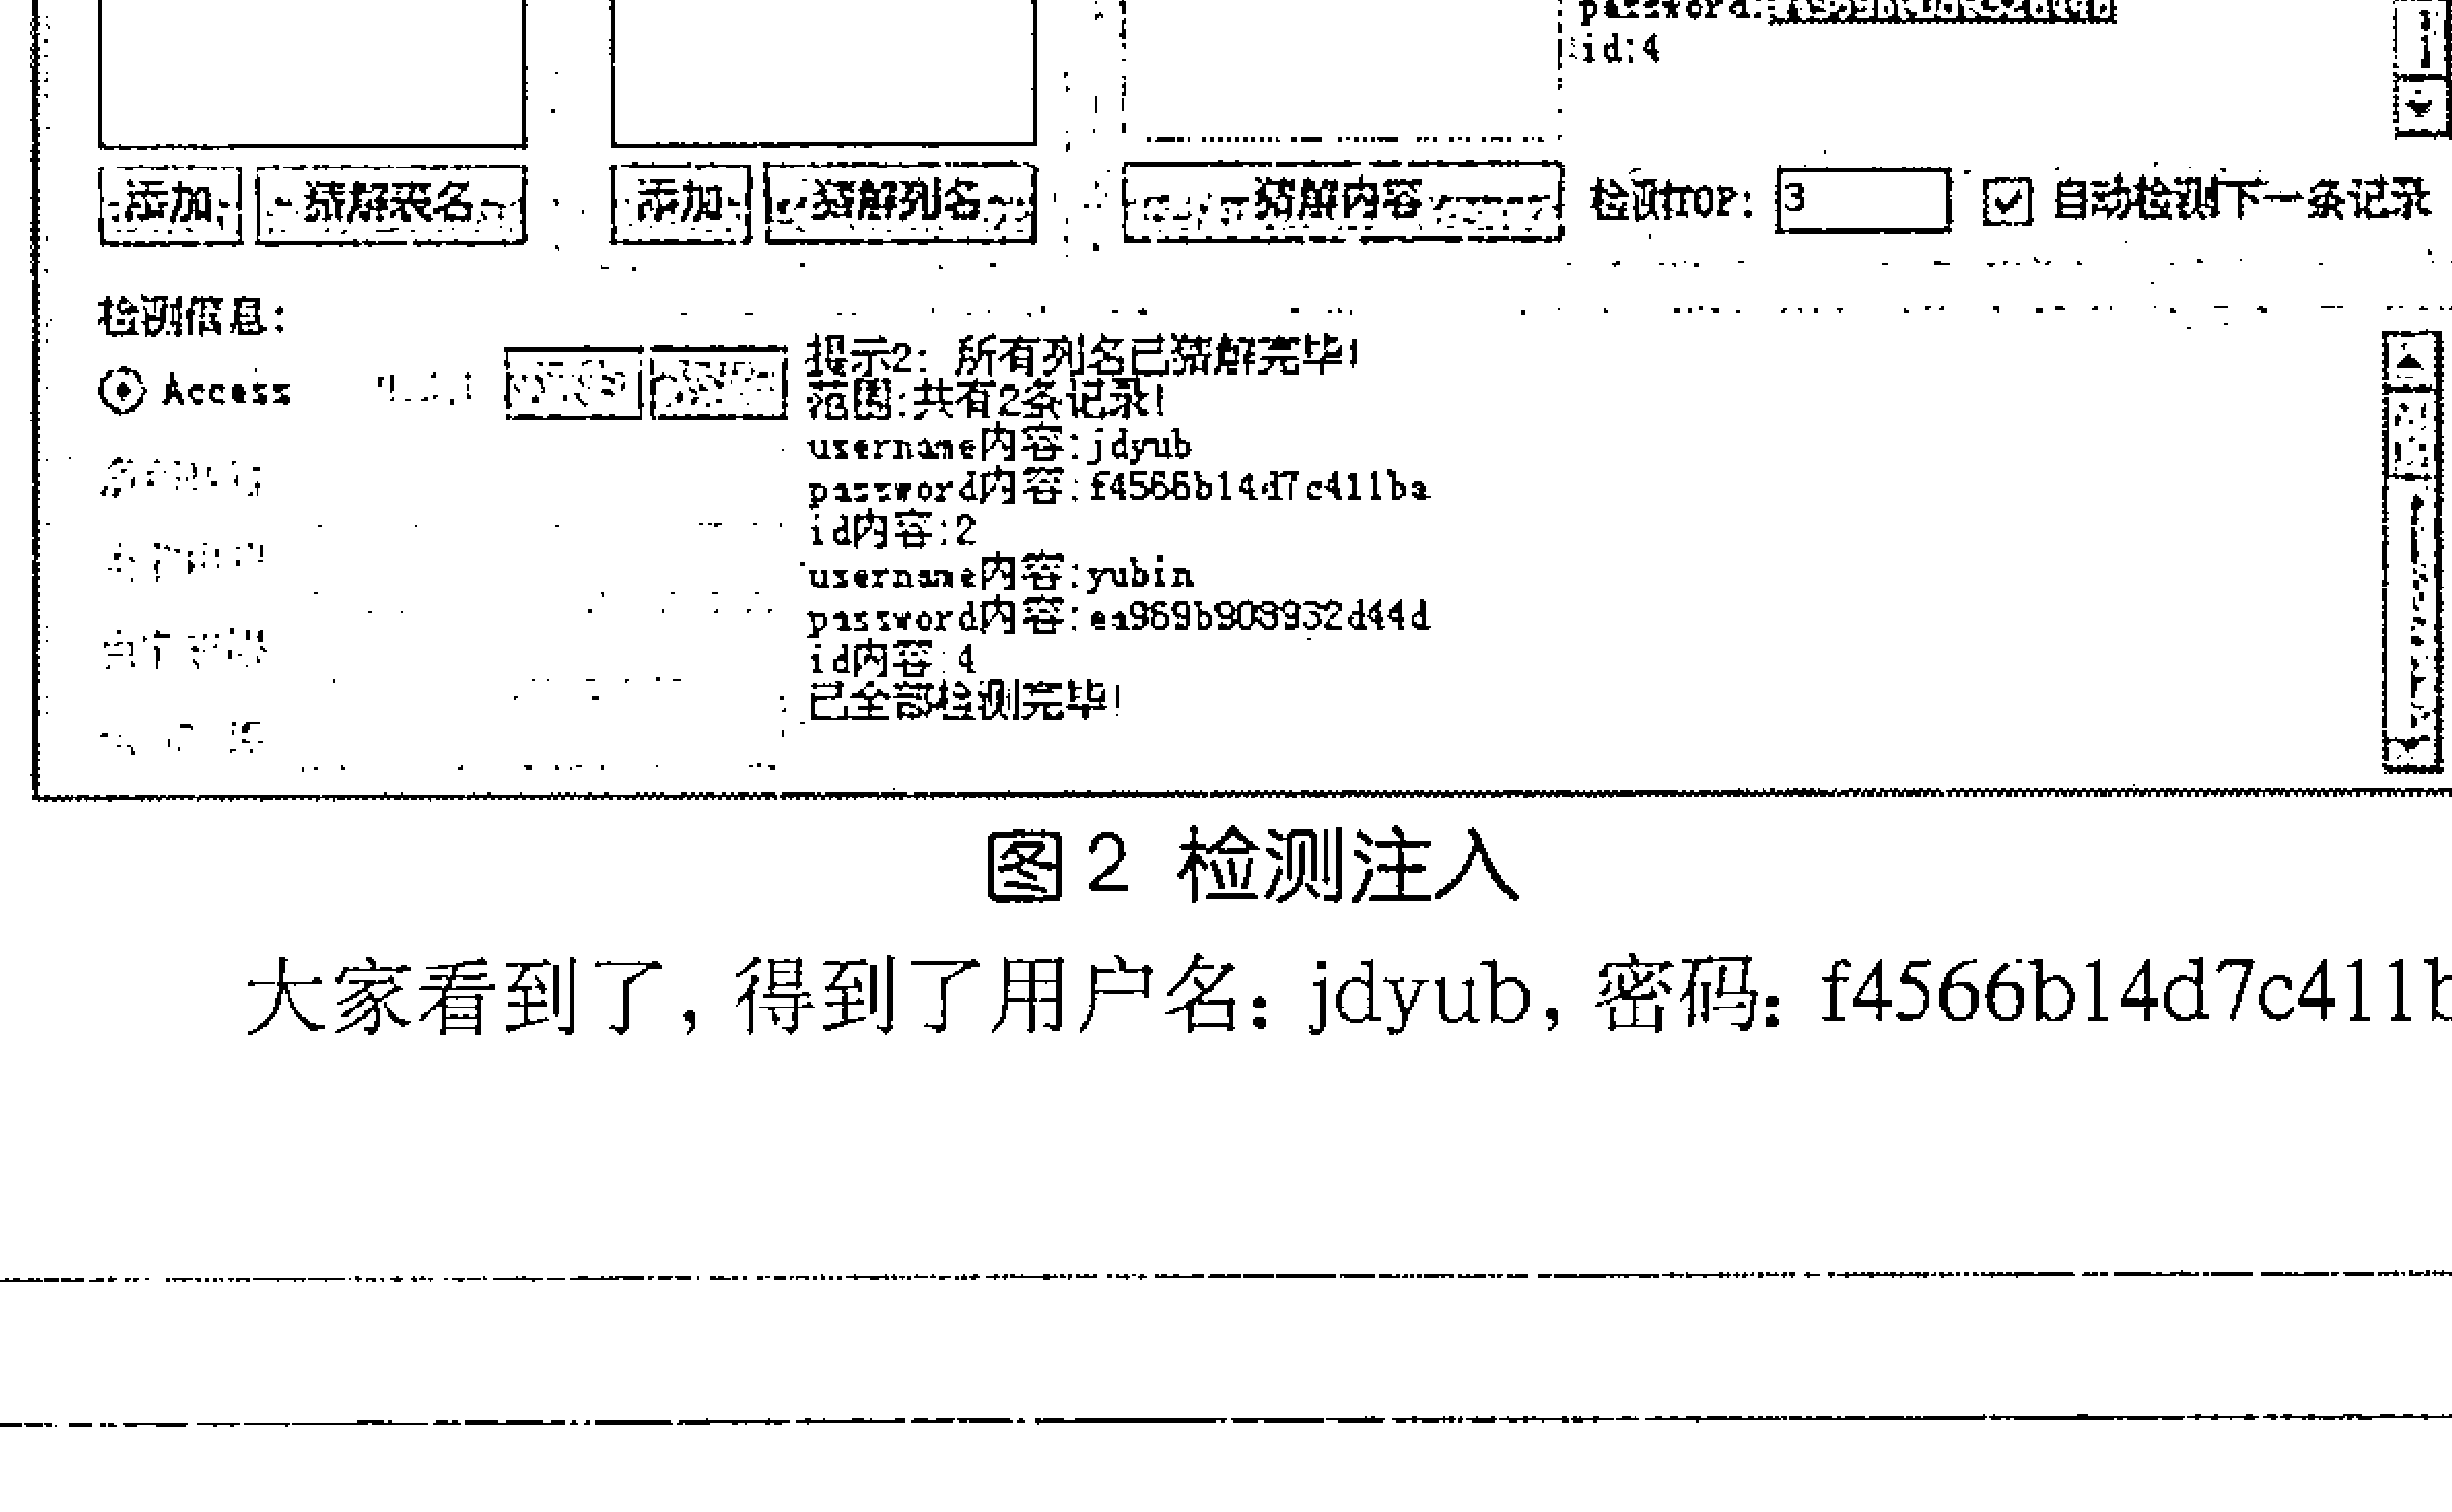 password:
id:4
添加 猜解表名 添加 猜解列名 猜解内容 检测TOP: 3 自动检测下一条记录
检测信息:
Access
提示2: 所有列名已猜解完毕!
范围:共有2条记录!
username内容:jdyub
password内容:f4566b14d7c411ba
id内容:2
username内容:yubin
password内容:ea969b908932d44d
id内容:4
已全部检测完毕!
图2 检测注入
大家看到了, 得到了用户名: jdyub, 密码: f4566b14d7c411b